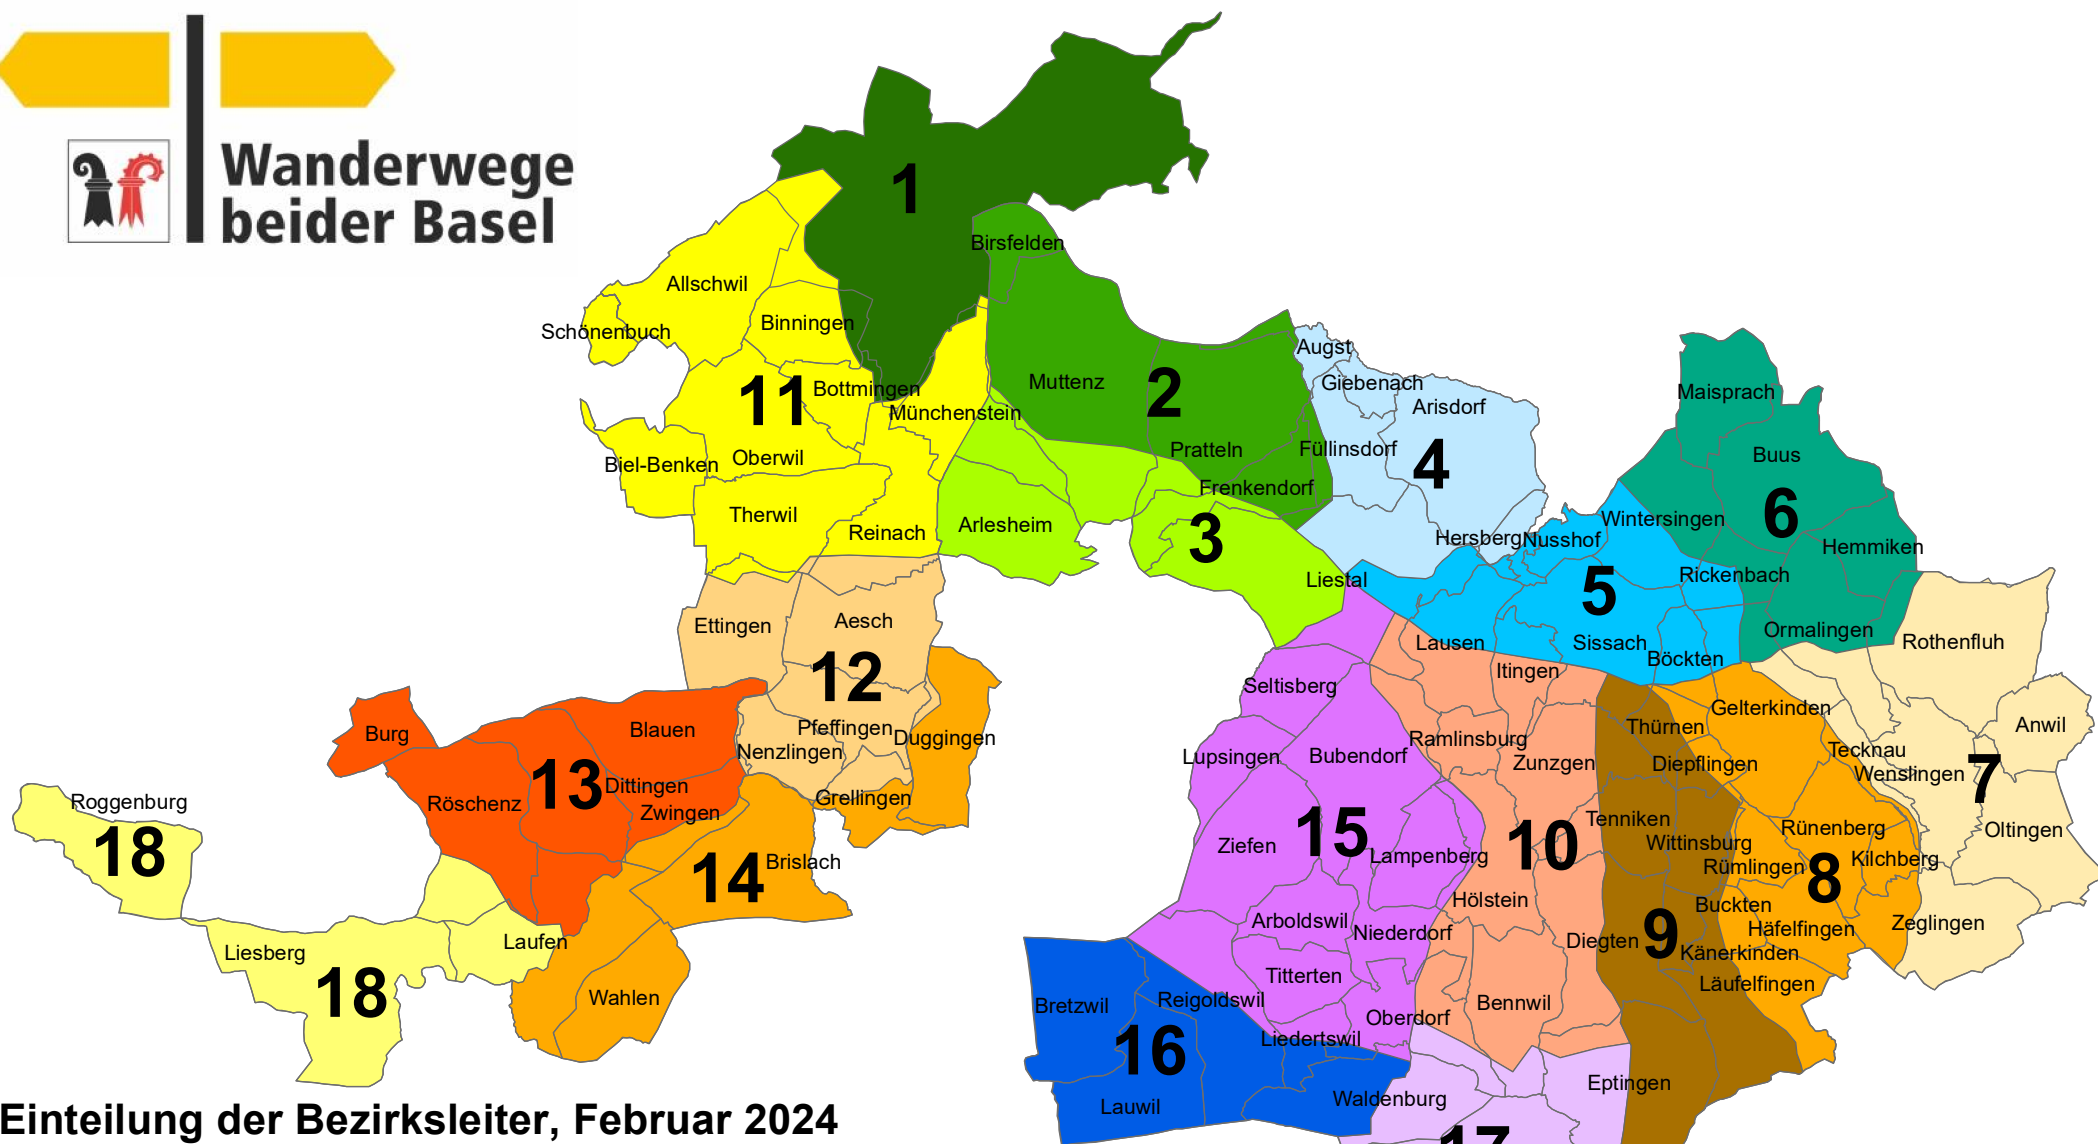 Wanderwege
beider Basel
1
Birsfelden
Allschwil
Schönenbuch
Binningen
Augst
Muttenz
2
Giebenach
Maisprach
11
Bottmingen
Münchenstein
Arisdorf
Pratteln
Füllinsdorf
4
Buus
Biel-Benken
Oberwil
Frenkendorf
6
Therwil
Reinach
Arlesheim
3
Hersberg
Nusshof
Wintersingen
Hemmiken
Liestal
5
Rickenbach
Ettingen
Aesch
Lausen
Sissach
Böckten
Ormalingen
Rothenfluh
12
Seltisberg
Itingen
Gelterkinden
Burg
Blauen
Pfeffingen
Nenzlingen
Duggingen
Lupsingen
Bubendorf
Ramlinsburg
Zunzgen
Thürnen
Diepflingen
Tecknau
Wenslingen
7
Anwil
Roggenburg
18
Röschenz
13
Dittingen
Zwingen
Grellingen
Ziefen
15
Lampenberg
10
Tenniken
Wittinsburg
Rünenberg
Rümlingen
8
Kilchberg
Oltingen
14
Brislach
Hölstein
Buckten
Arboldswil
Niederdorf
Diegten
9
Häfelfingen
Känerkinden
Zeglingen
Liesberg
18
Laufen
Wahlen
Titterten
Läufelfingen
Bretzwil
Reigoldswil
Oberdorf
Bennwil
16
Liedertswil
Lauwil
Waldenburg
Eptingen
17
Einteilung der Bezirksleiter, Februar 2024